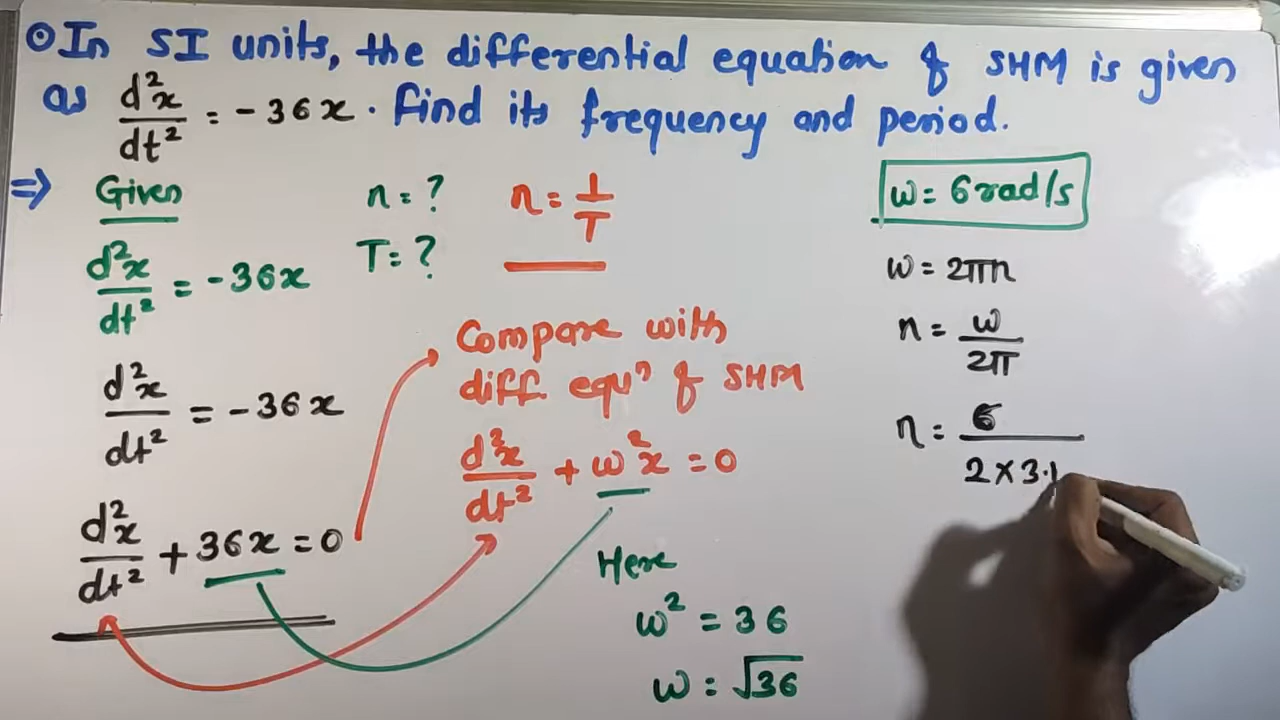 ⊙In SI units, the differential equation of SHM is given
as d²x/dt² = -36x. Find its frequency and period.
⇒ Given
d²x/dt² = -36x
d²x/dt² = -36x
d²x/dt² + 36x = 0
n = ?
T = ?
n = 1/T
Compare with
diff. equⁿ of SHM
d²x/dt² + ω²x = 0
Here
ω² = 36
ω = √36
ω = 6 rad/s
ω = 2πn
n = ω/2π
n = 6/2×3.1